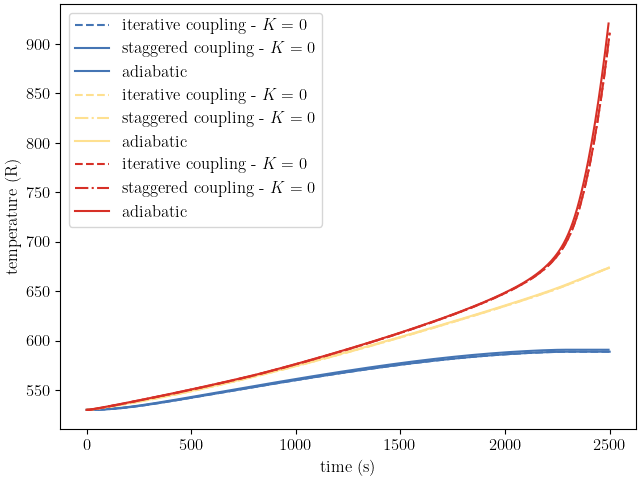 iterative coupling - K = 0
staggered coupling - K = 0
adiabatic
iterative coupling - K = 0
staggered coupling - K = 0
adiabatic
iterative coupling - K = 0
staggered coupling - K = 0
adiabatic
temperature (R)
900
850
800
750
700
650
600
550
0
500
1000
1500
2000
2500
time (s)